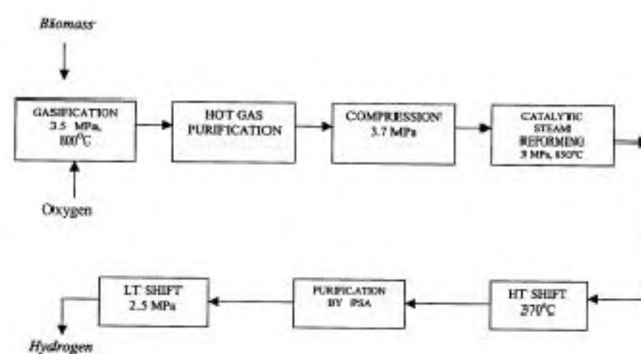 Biomass
GASIFICATION
3.5 MPa,
800°C
HOT GAS
PURIFICATION
COMPRESSION
3.7 MPa
CATALYTIC
STEAM
REFORMING
3 MPa, 850°C
Oxygen
LT SHIFT
2.5 MPa
PURIFICATION
BY PSA
HT SHIFT
370°C
Hydrogen